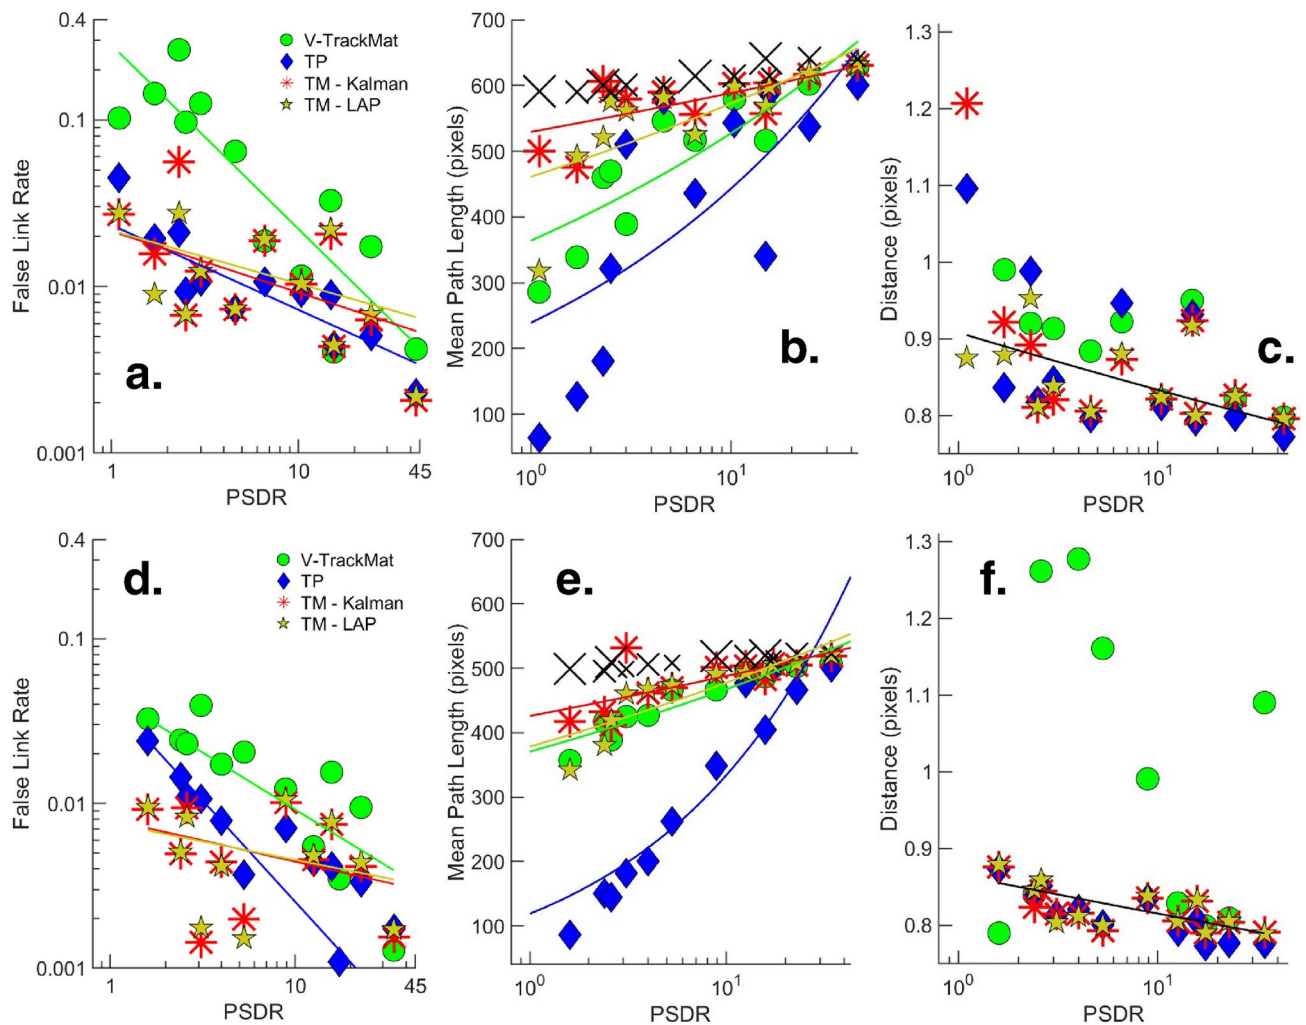 0.4
0.1
0.01
0.001
False Link Rate
1
10
45
PSDR
V-TrackMat
TP
TM - Kalman
TM - LAP
a.
700
600
500
400
300
200
100
Mean Path Length (pixels)
10⁰
10¹
PSDR
b.
1.3
1.2
1.1
1
0.9
0.8
Distance (pixels)
10⁰
10¹
PSDR
c.
0.4
0.1
0.01
0.001
False Link Rate
1
10
45
PSDR
d.
V-TrackMat
TP
TM - Kalman
TM - LAP
700
600
500
400
300
200
100
Mean Path Length (pixels)
10⁰
10¹
PSDR
e.
1.3
1.2
1.1
1
0.9
0.8
Distance (pixels)
10⁰
10¹
PSDR
f.